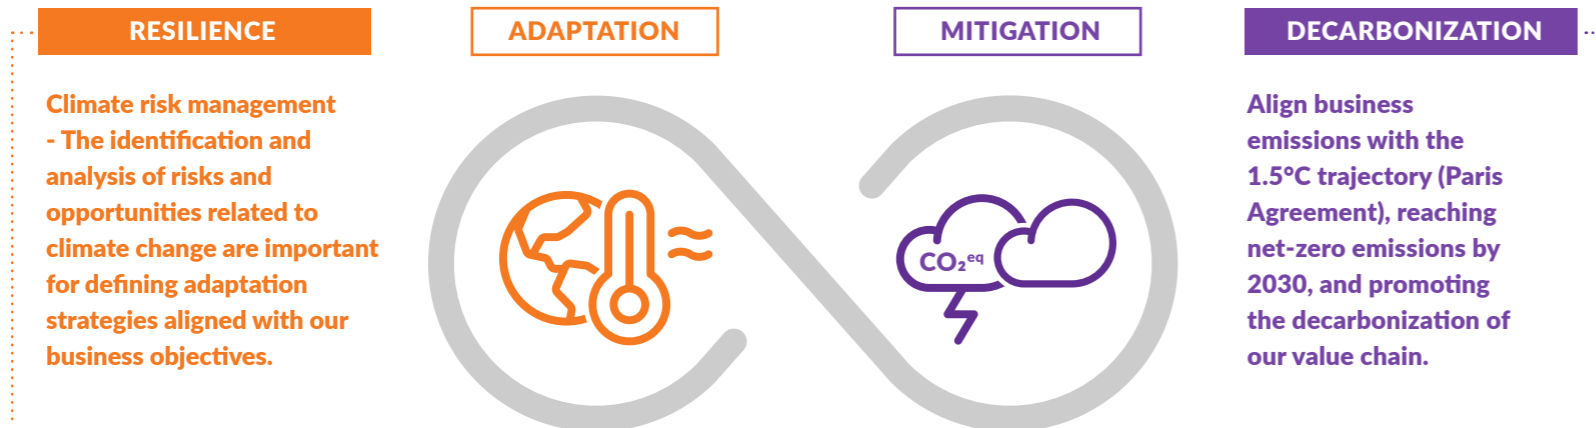 RESILIENCE
ADAPTATION
MITIGATION
DECARBONIZATION
Climate risk management
- The identification and
analysis of risks and
opportunities related to
climate change are important
for defining adaptation
strategies aligned with our
business objectives.
CO₂eq
Align business
emissions with the
1.5°C trajectory (Paris
Agreement), reaching
net-zero emissions by
2030, and promoting
the decarbonization of
our value chain.